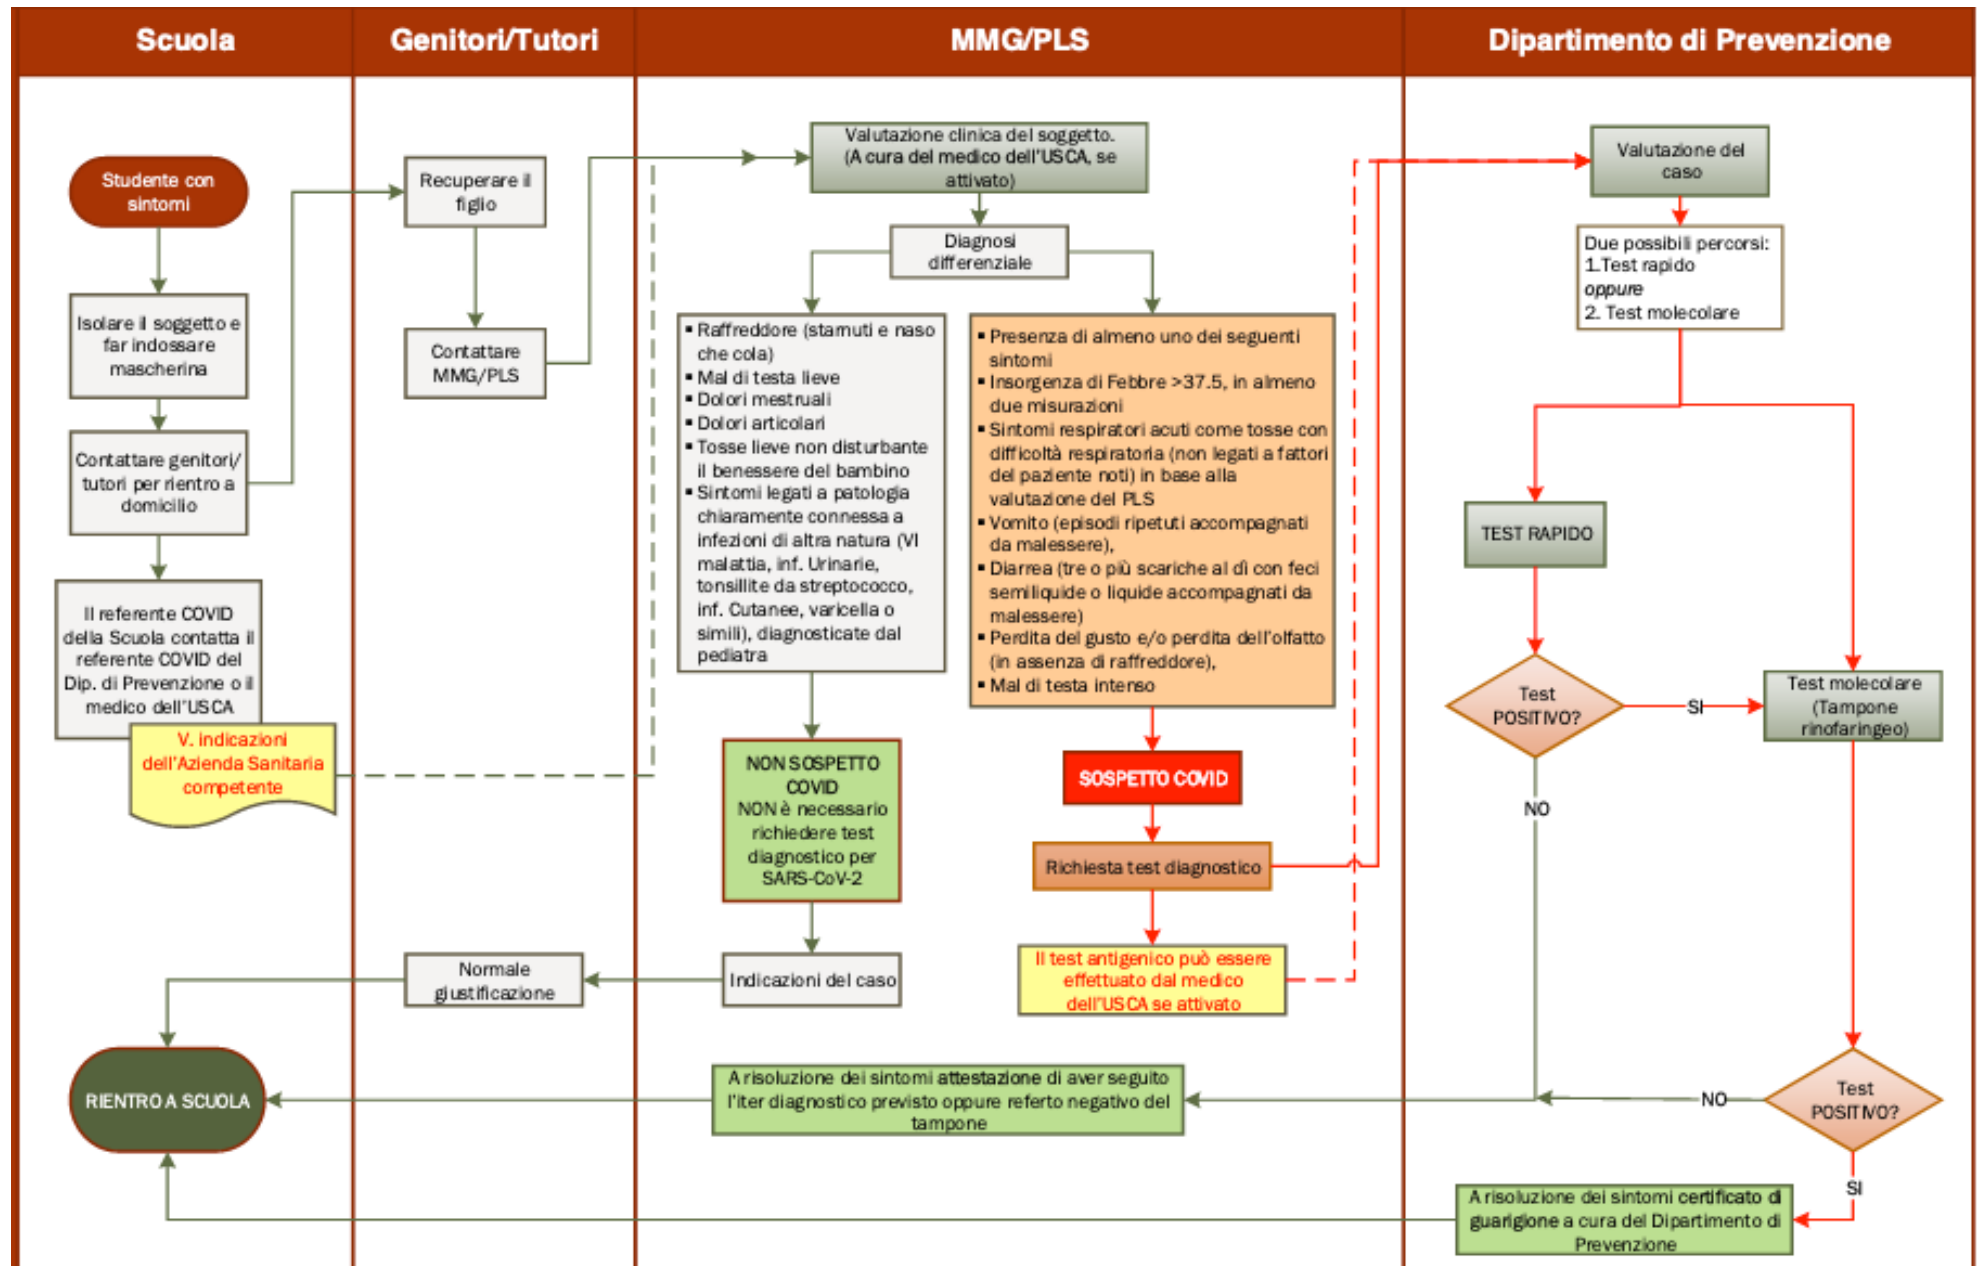 Scuola
Genitori/Tutori
MMG/PLS
Dipartimento di Prevenzione
Studente con
sintomi
Isolare il soggetto e
far indossare
mascherina
Contattare genitori/
tutori per rientro a
domicilio
Il referente COVID
della Scuola contatta il
referente COVID del
Dip. di Prevenzione o il
medico dell'USCA
V. indicazioni
dell'Azienda Sanitaria
competente
RIENTRO A SCUOLA
Recuperare il
figlio
Contattare
MMG/PLS
Normale
giustificazione
Valutazione clinica del soggetto.
(A cura del medico dell'USCA, se
attivato)
Diagnosi
differenziale
▪ Raffreddore (starnuti e naso
che cola)
▪ Mal di testa lieve
▪ Dolori mestruali
▪ Dolori articolari
▪ Tosse lieve non disturbante
il benessere del bambino
▪ Sintomi legati a patologia
chiaramente connessa a
infezioni di altra natura (VI
malattia, inf. Urinarie,
tonsillite da streptococco,
inf. Cutanee, varicella o
simili), diagnosticate dal
pediatra
NON SOSPETTO
COVID
NON è necessario
richiedere test
diagnostico per
SARS-CoV-2
Indicazioni del caso
▪ Presenza di almeno uno dei seguenti
sintomi
▪ Insorgenza di Febbre >37.5, in almeno
due misurazioni
▪ Sintomi respiratori acuti come tosse con
difficoltà respiratoria (non legati a fattori
del paziente noti) in base alla
valutazione del PLS
▪ Vomito (episodi ripetuti accompagnati
da malessere),
▪ Diarrea (tre o più scariche al dì con feci
semiliquide o liquide accompagnati da
malessere)
▪ Perdita del gusto e/o perdita dell'olfatto
(in assenza di raffreddore),
▪ Mal di testa intenso
SOSPETTO COVID
Richiesta test diagnostico
Il test antigenico può essere
effettuato dal medico
dell'USCA se attivato
A risoluzione dei sintomi attestazione di aver seguito
l'iter diagnostico previsto oppure referto negativo del
tampone
Valutazione del
caso
Due possibili percorsi:
1.Test rapido
oppure
2. Test molecolare
TEST RAPIDO
Test
POSITIVO?
SI
NO
Test molecolare
(Tampone
rinofaringeo)
Test
POSITIVO?
NO
SI
A risoluzione dei sintomi certificato di
guarigione a cura del Dipartimento di
Prevenzione